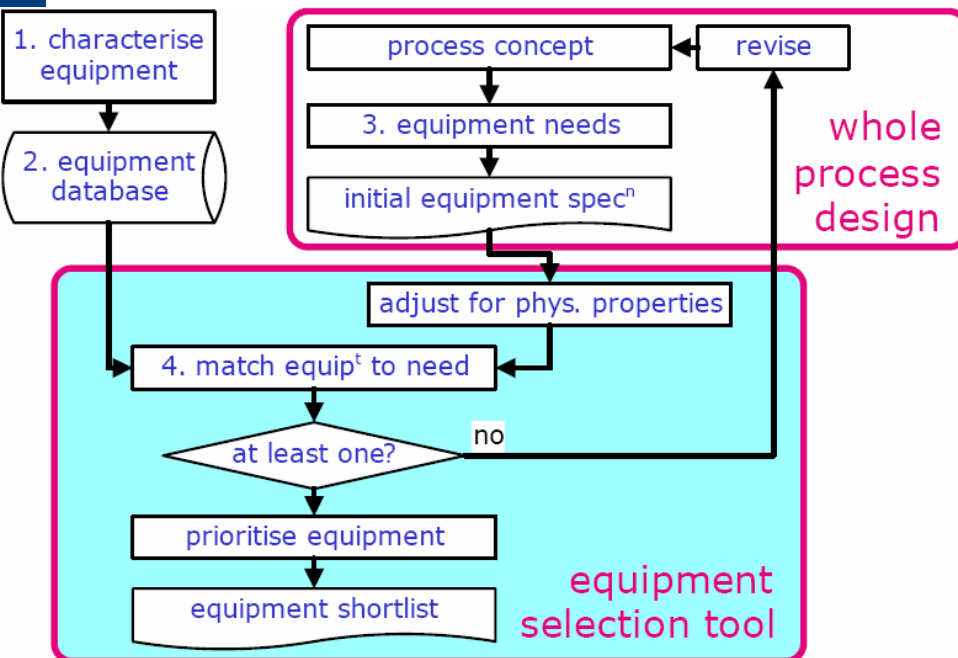 1. characterise
equipment
2. equipment
database
process concept
revise
3. equipment needs
initial equipment specⁿ
whole
process
design
adjust for phys. properties
4. match equipᵗ to need
at least one?
no
prioritise equipment
equipment shortlist
equipment
selection tool